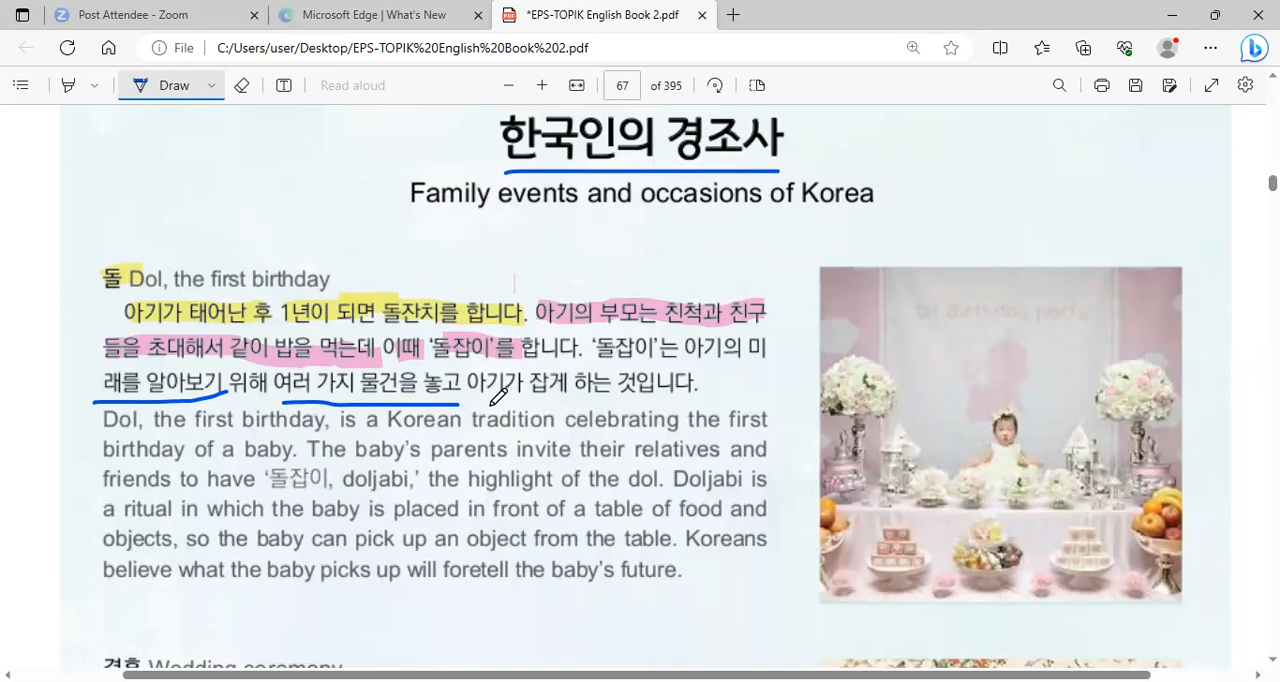 Post Attendee - Zoom
Microsoft Edge | What's New
*EPS-TOPIK English Book 2.pdf
File
C:/Users/user/Desktop/EPS-TOPIK%20English%20Book%202.pdf
Draw
Read aloud
67
of 395
한국인의 경조사
Family events and occasions of Korea
돌 Dol, the first birthday
아기가 태어난 후 1년이 되면 돌잔치를 합니다. 아기의 부모는 친척과 친구
들을 초대해서 같이 밥을 먹는데 이때 ‘돌잡이’를 합니다. ‘돌잡이’는 아기의 미
래를 알아보기 위해 여러 가지 물건을 놓고 아기가 잡게 하는 것입니다.
Dol, the first birthday, is a Korean tradition celebrating the first
birthday of a baby. The baby’s parents invite their relatives and
friends to have ‘돌잡이, doljabi,’ the highlight of the dol. Doljabi is
a ritual in which the baby is placed in front of a table of food and
objects, so the baby can pick up an object from the table. Koreans
believe what the baby picks up will foretell the baby’s future.
1st Birthday party
결혼 Wedding ceremony